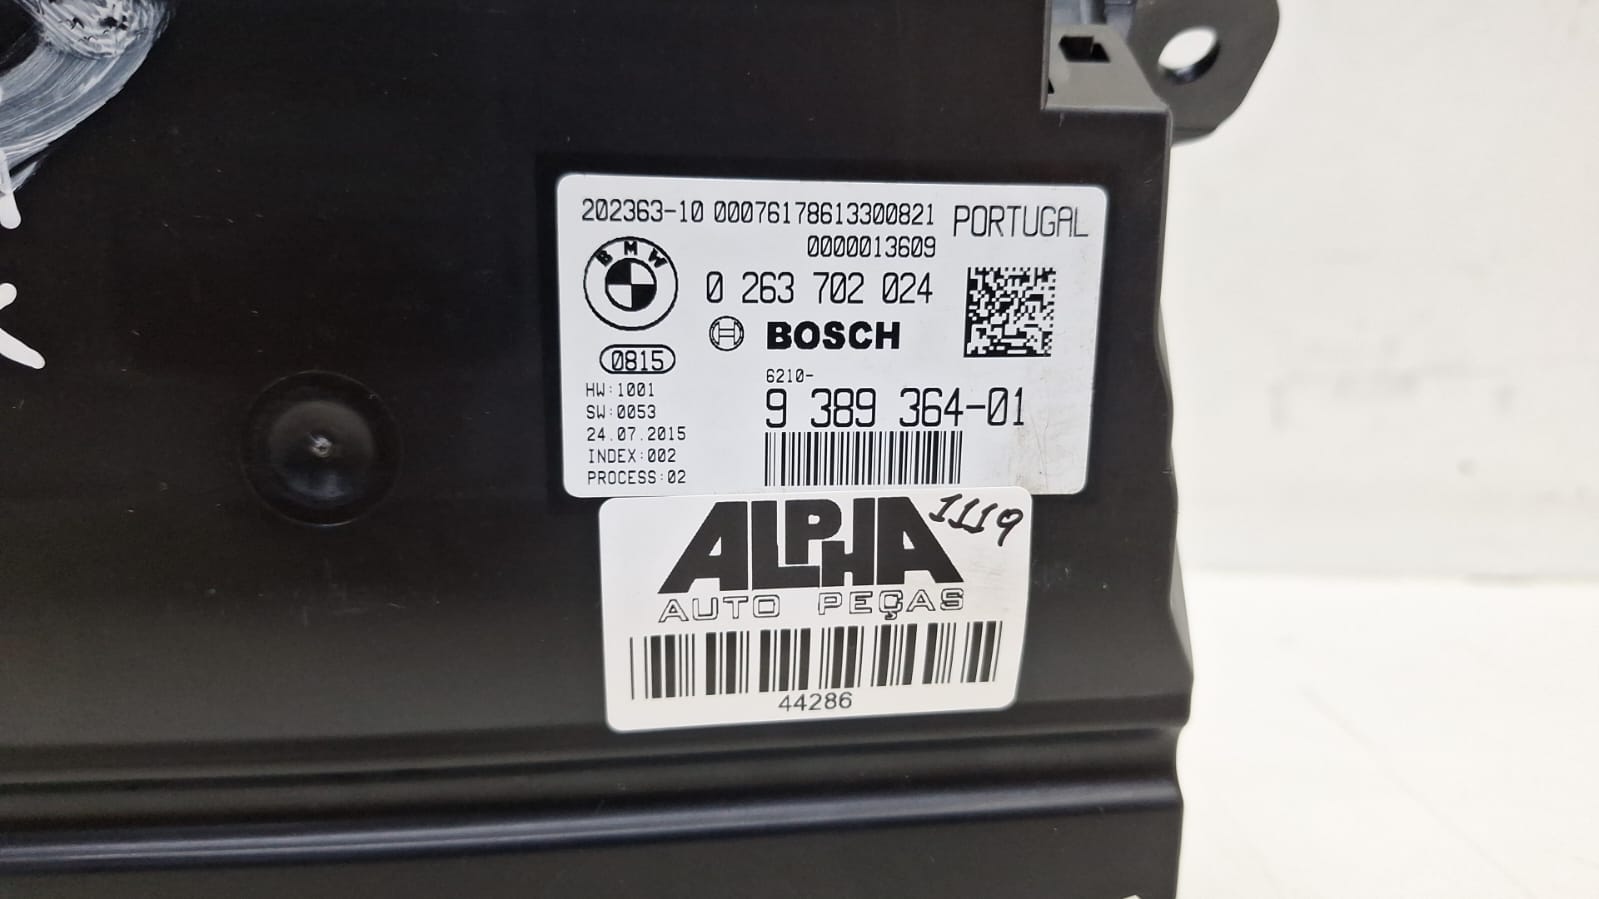 202363-10 00076178613300821 PORTUGAL
0000013609
BMW
0 263 702 024
BOSCH
0815
6210-
HW:1001
9 389 364-01
SW:0053
24.07.2015
INDEX:002
PROCESS:02
ALPHA
1119
AUTO PEÇAS
44286